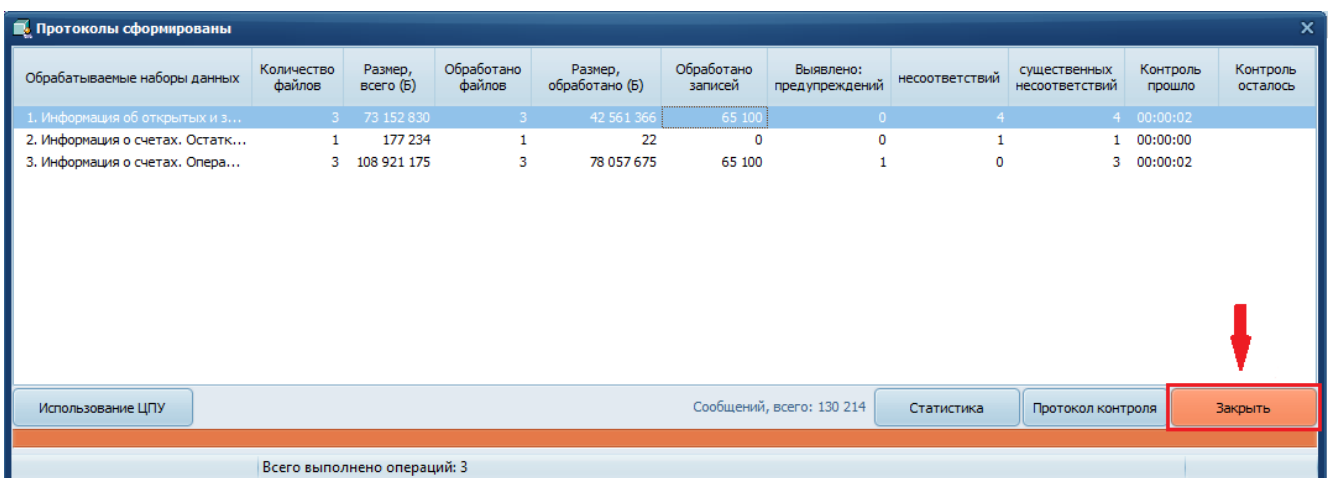 Протоколы сформированы
Обрабатываемые наборы данных Количество файлов Размер, всего (Б) Обработано файлов Размер, обработано (Б) Обработано записей Выявлено: предупреждений несоответствий существенных несоответствий Контроль прошло Контроль осталось
1. Информация об открытых и з... 3 73 152 830 3 42 561 366 65 100 0 4 4 00:00:02
2. Информация о счетах. Остатк... 1 177 234 1 22 0 0 1 1 00:00:00
3. Информация о счетах. Опера... 3 108 921 175 3 78 057 675 65 100 1 0 3 00:00:02
Использование ЦПУ Сообщений, всего: 130 214 Статистика Протокол контроля Закрыть
Всего выполнено операций: 3